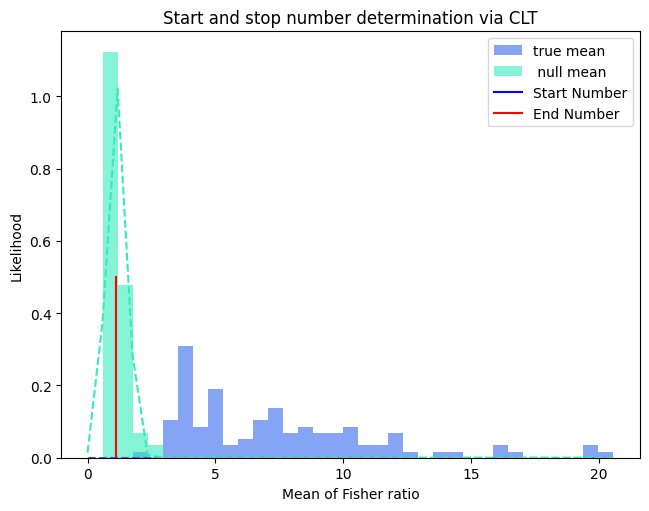 Start and stop number determination via CLT
true mean
null mean
Start Number
End Number
Likelihood
1.0
0.8
0.6
0.4
0.2
0.0
0
5
10
15
20
Mean of Fisher ratio